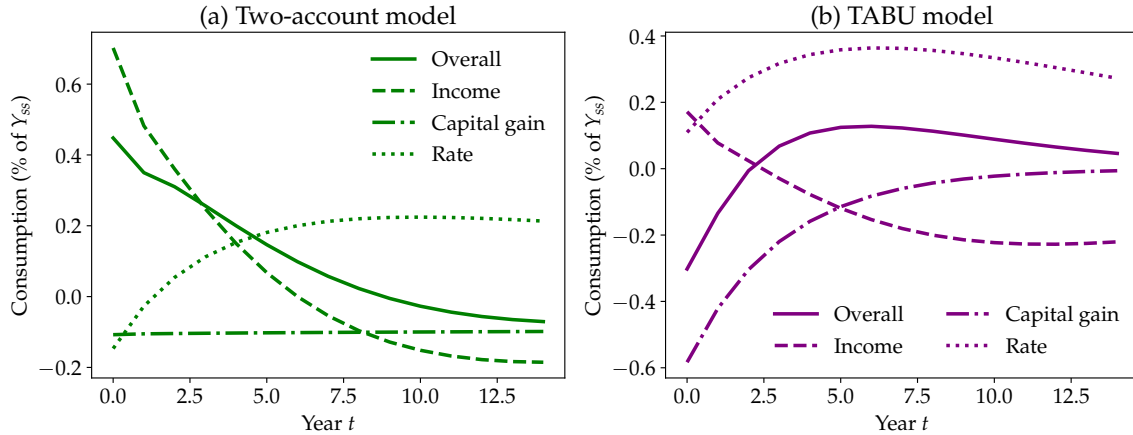 (a) Two-account model
Consumption (% of Y_ss)
0.6
0.4
0.2
0.0
−0.2
Overall
Income
Capital gain
Rate
0.0 2.5 5.0 7.5 10.0 12.5
Year t
(b) TABU model
Consumption (% of Y_ss)
0.4
0.2
0.0
−0.2
−0.4
−0.6
Overall Capital gain
Income Rate
0.0 2.5 5.0 7.5 10.0 12.5
Year t